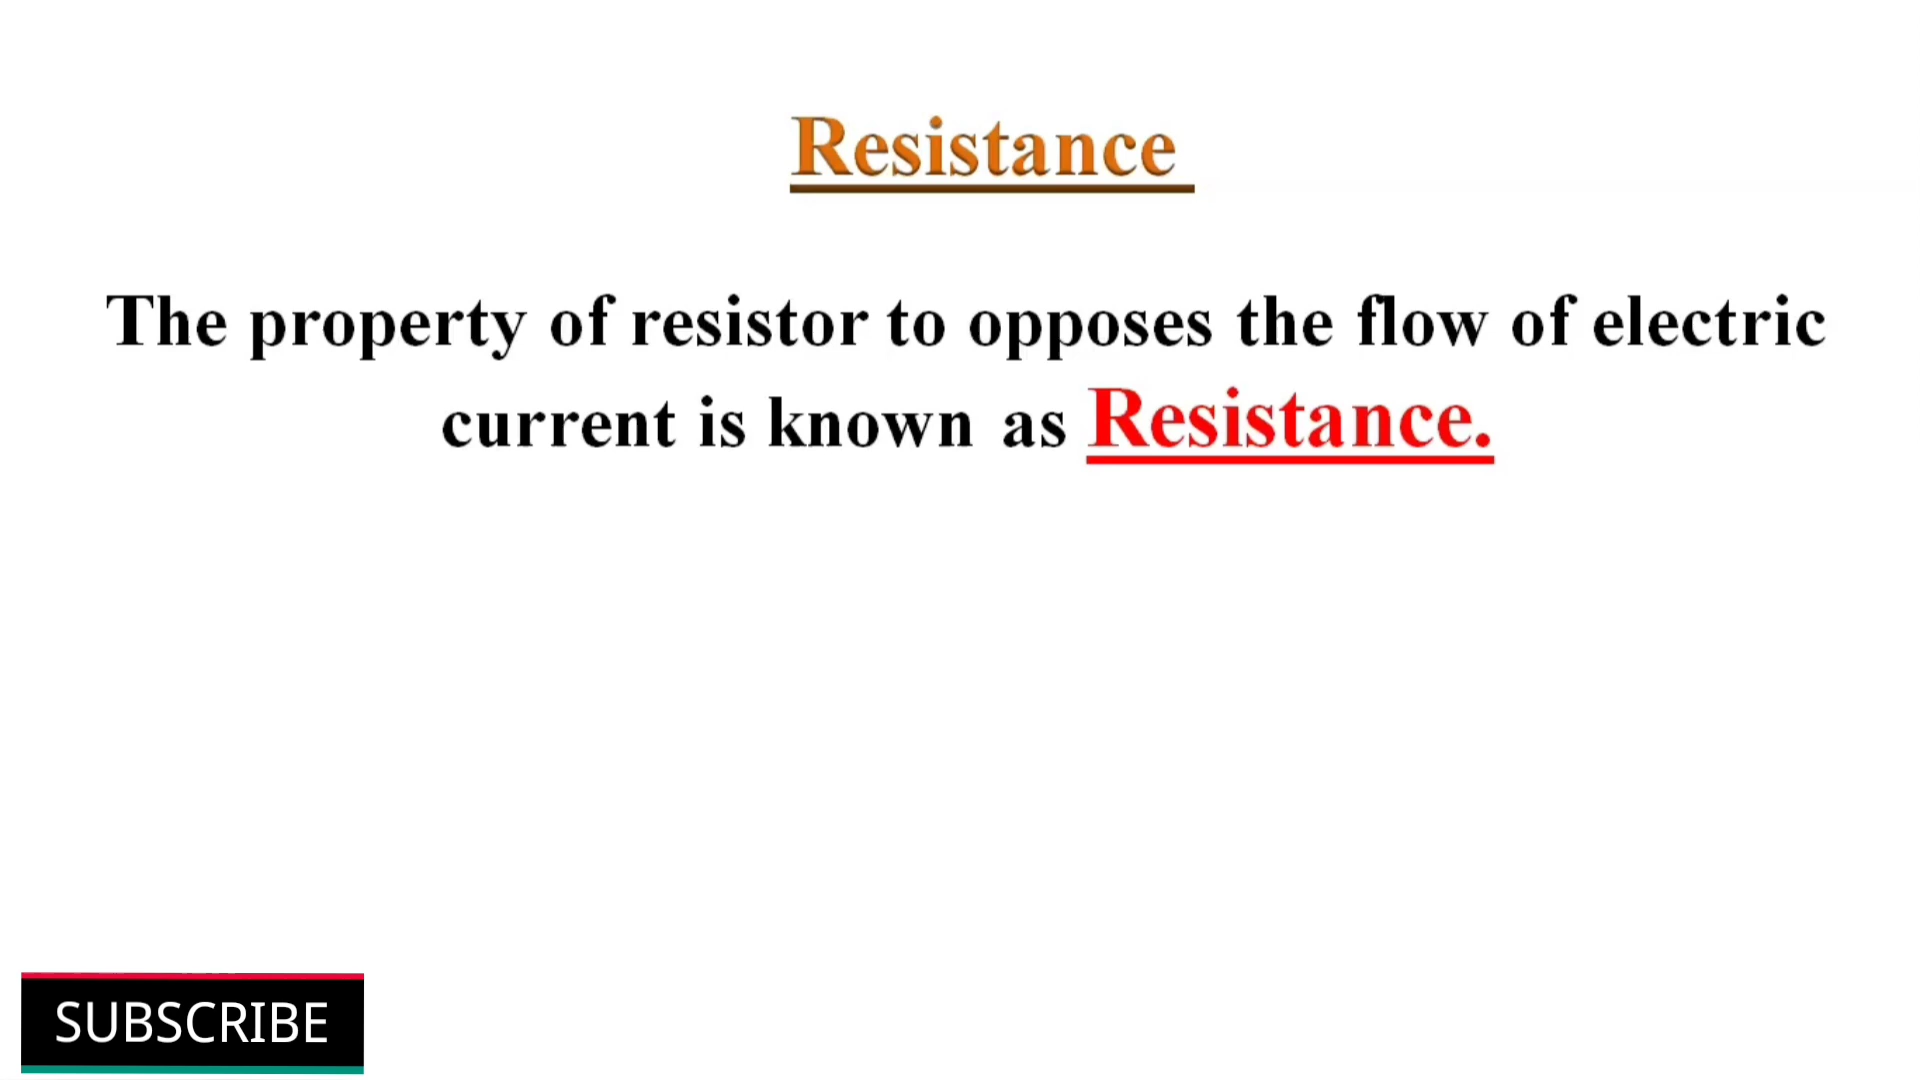 Resistance
The property of resistor to opposes the flow of electric
current is known as Resistance.
SUBSCRIBE